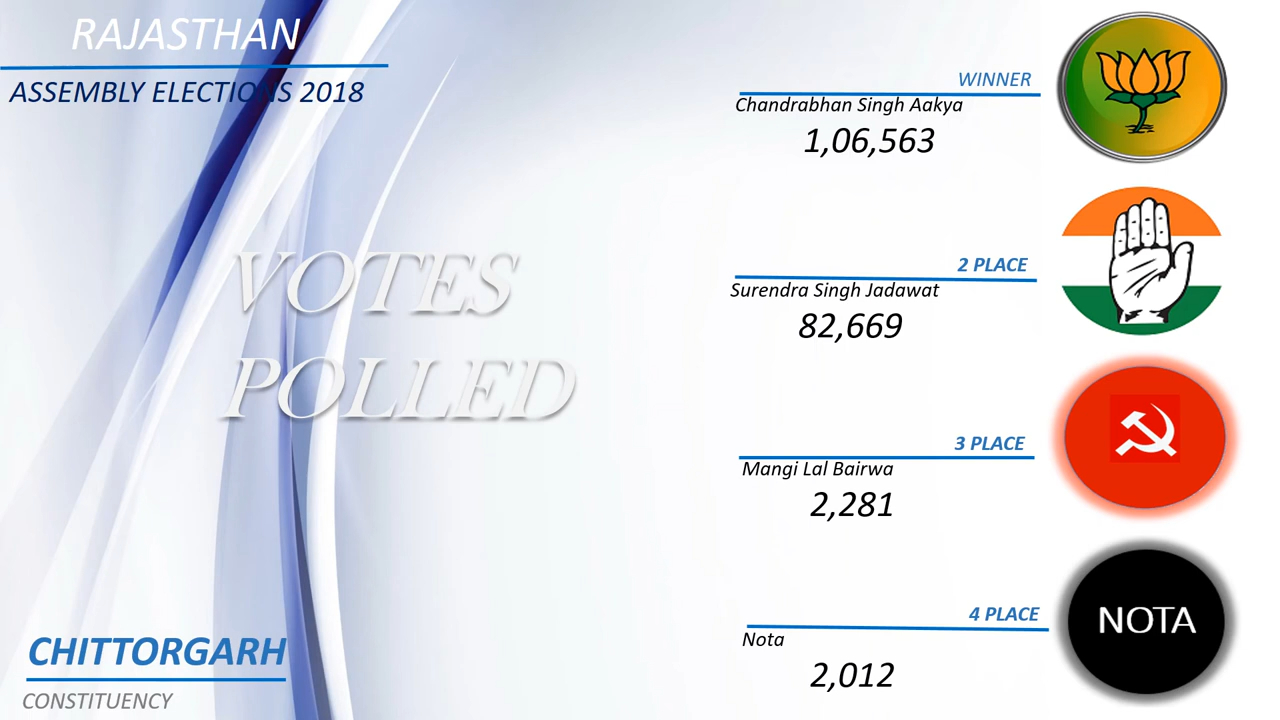 RAJASTHAN
ASSEMBLY ELECTIONS 2018
VOTES
POLLED
CHITTORGARH
CONSTITUENCY
WINNER
Chandrabhan Singh Aakya
1,06,563
2 PLACE
Surendra Singh Jadawat
82,669
3 PLACE
Mangi Lal Bairwa
2,281
4 PLACE
Nota
2,012
NOTA